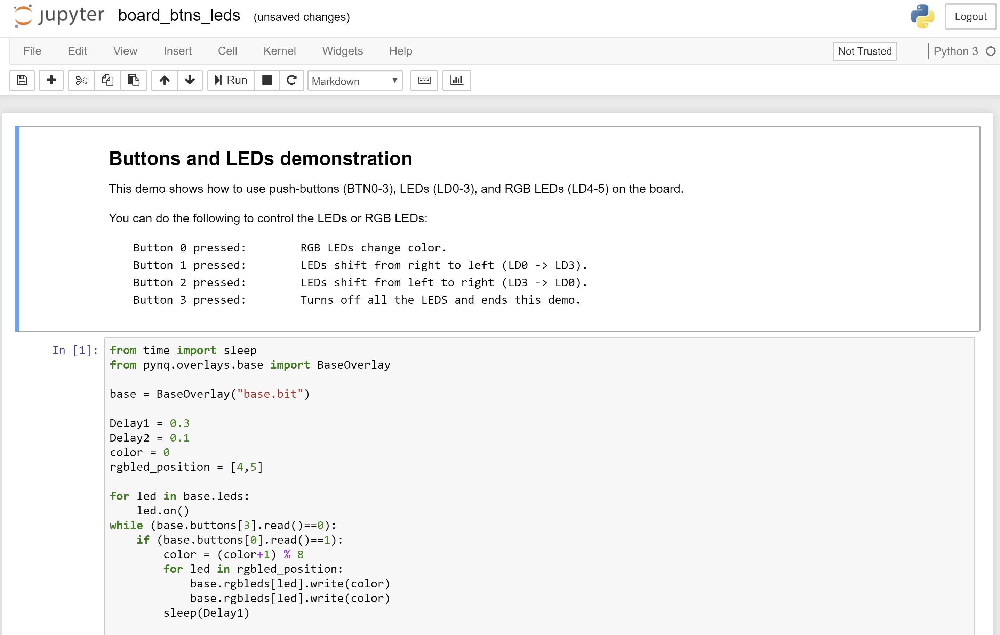 jupyter board_btns_leds (unsaved changes) Logout
File Edit View Insert Cell Kernel Widgets Help Not Trusted Python 3
Run Markdown
Buttons and LEDs demonstration
This demo shows how to use push-buttons (BTN0-3), LEDs (LD0-3), and RGB LEDs (LD4-5) on the board.
You can do the following to control the LEDs or RGB LEDs:
Button 0 pressed: RGB LEDs change color.
Button 1 pressed: LEDs shift from right to left (LD0 -> LD3).
Button 2 pressed: LEDs shift from left to right (LD3 -> LD0).
Button 3 pressed: Turns off all the LEDS and ends this demo.
In [1]: from time import sleep
from pynq.overlays.base import BaseOverlay
base = BaseOverlay("base.bit")
Delay1 = 0.3
Delay2 = 0.1
color = 0
rgbled_position = [4,5]
for led in base.leds:
    led.on()
while (base.buttons[3].read()==0):
    if (base.buttons[0].read()==1):
        color = (color+1) % 8
        for led in rgbled_position:
            base.rgbleds[led].write(color)
            base.rgbleds[led].write(color)
        sleep(Delay1)